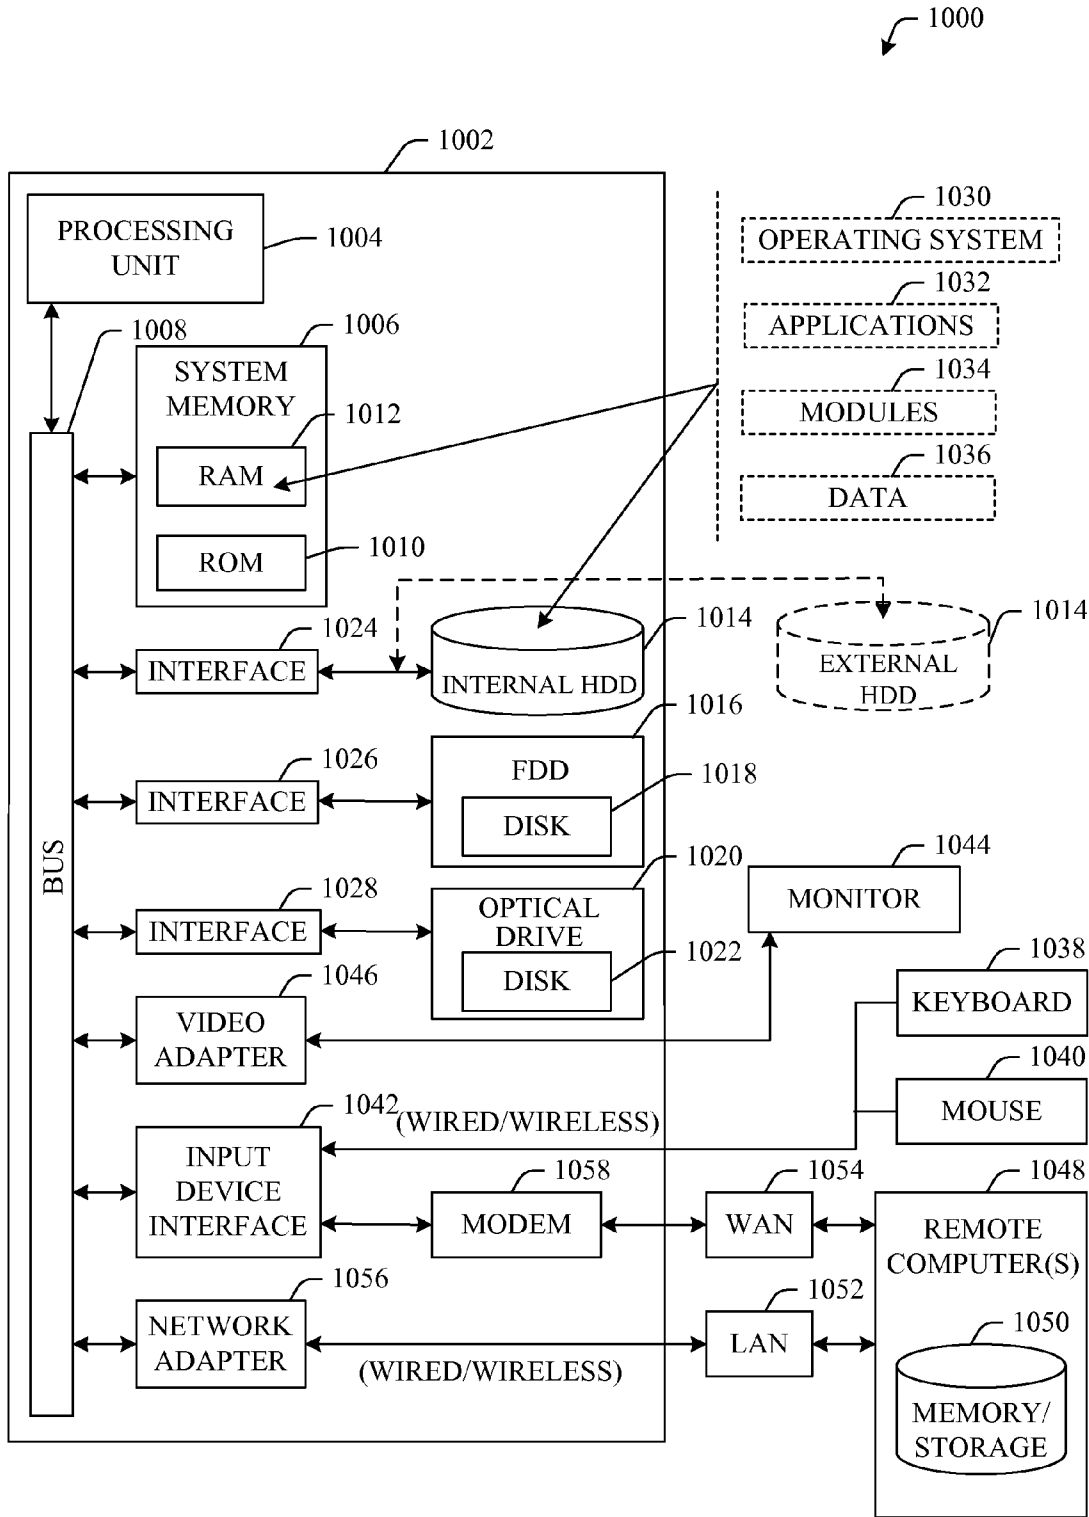 1000
1002
PROCESSING
UNIT
1004
1008
1006
SYSTEM
MEMORY
1012
RAM
1010
ROM
1030
OPERATING SYSTEM
1032
APPLICATIONS
1034
MODULES
1036
DATA
1024
INTERFACE
1014
INTERNAL HDD
1014
EXTERNAL
HDD
1026
INTERFACE
1016
FDD
1018
DISK
BUS
1028
INTERFACE
1020
OPTICAL
DRIVE
1022
DISK
1044
MONITOR
1046
VIDEO
ADAPTER
1038
KEYBOARD
1040
MOUSE
1042
(WIRED/WIRELESS)
INPUT
DEVICE
INTERFACE
1058
MODEM
1054
WAN
1048
REMOTE
COMPUTER(S)
1056
NETWORK
ADAPTER
(WIRED/WIRELESS)
1052
LAN
1050
MEMORY/
STORAGE